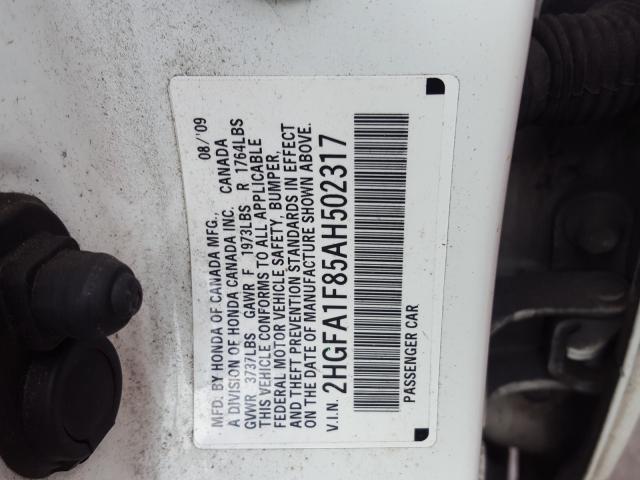 MFD. BY HONDA OF CANADA MFG., 08/'09
A DIVISION OF HONDA CANADA INC. CANADA
GVWR 3737LBS GAWR F 1973LBS R 1764LBS
THIS VEHICLE CONFORMS TO ALL APPLICABLE
FEDERAL MOTOR VEHICLE SAFETY, BUMPER,
AND THEFT PREVENTION STANDARDS IN EFFECT
ON THE DATE OF MANUFACTURE SHOWN ABOVE.
V.I.N. 2HGFA1F85AH502317
PASSENGER CAR